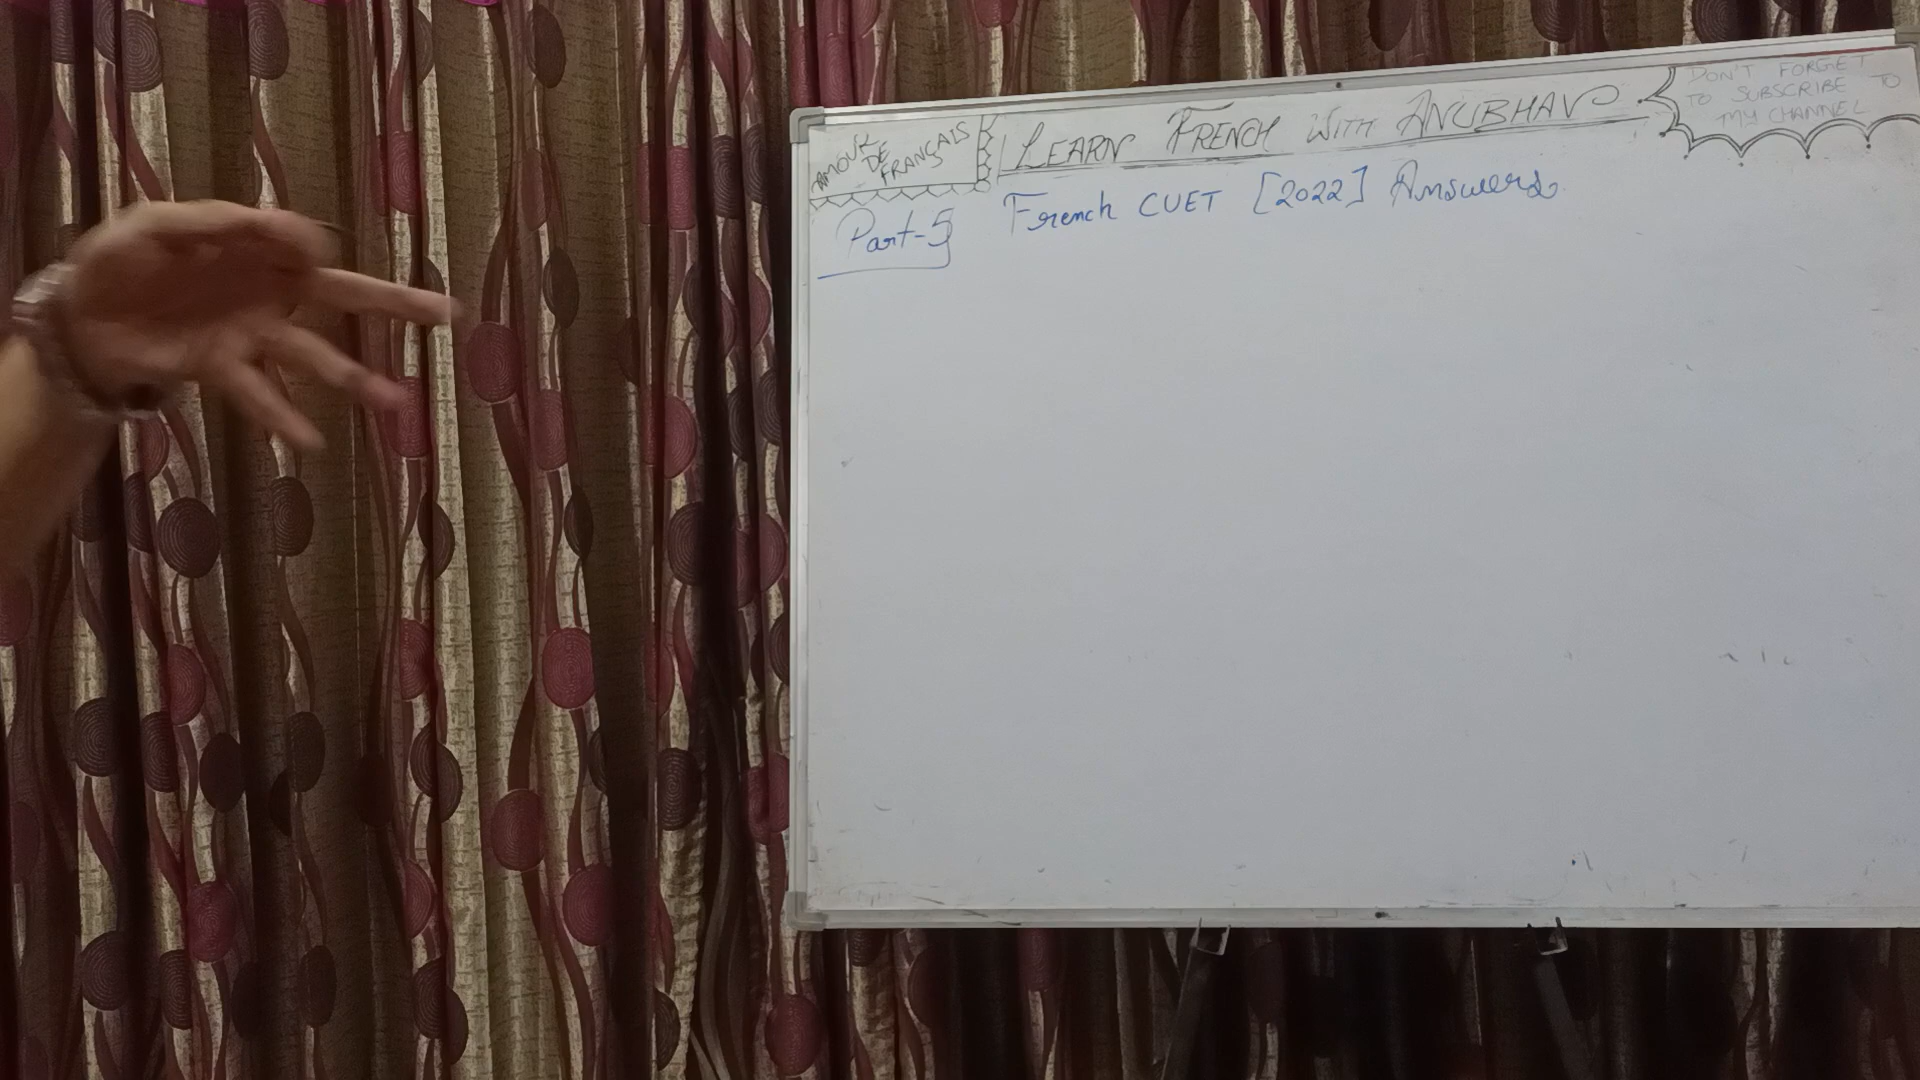 AMOUR
DE
FRANÇAIS
LEARN FRENCH WITH ANUBHAV
DON'T FORGET
TO SUBSCRIBE TO
MY CHANNEL
Part-5
French CUET [2022] Answers